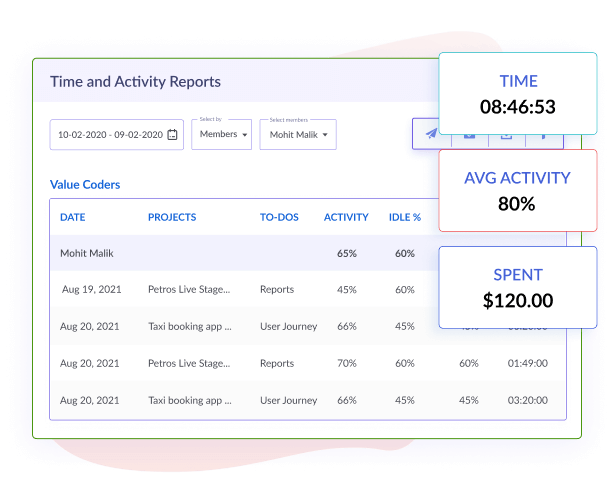 Time and Activity Reports
TIME
08:46:53
Select by
Select members
10-02-2020 - 09-02-2020
Members
Mohit Malik
AVG ACTIVITY
80%
Value Coders
DATE PROJECTS TO-DOS ACTIVITY IDLE %
Mohit Malik 65% 60%
SPENT
$120.00
Aug 19, 2021 Petros Live Stage... Reports 45% 60%
Aug 20, 2021 Taxi booking app ... User Journey 66% 45%
Aug 20, 2021 Petros Live Stage... Reports 70% 60% 60% 01:49:00
Aug 20, 2021 Taxi booking app ... User Journey 66% 45% 45% 03:20:00